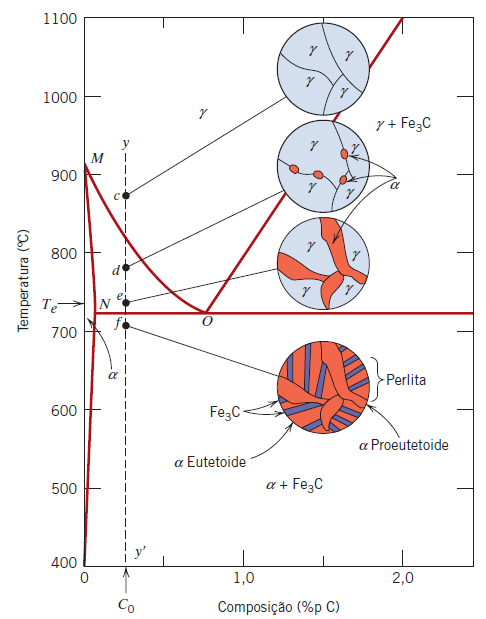 1100
1000
900
800
700
600
500
400
Temperatura (°C)
γ
γ
γ
γ
γ
γ + Fe3C
y
M
c
γ
γ
γ
γ
α
d
Te
N
e
f
O
γ
γ
γ
γ
α
Fe3C
Perlita
α Proeutetoide
α Eutetoide
α + Fe3C
y'
0
1,0
2,0
C0
Composição (%p C)